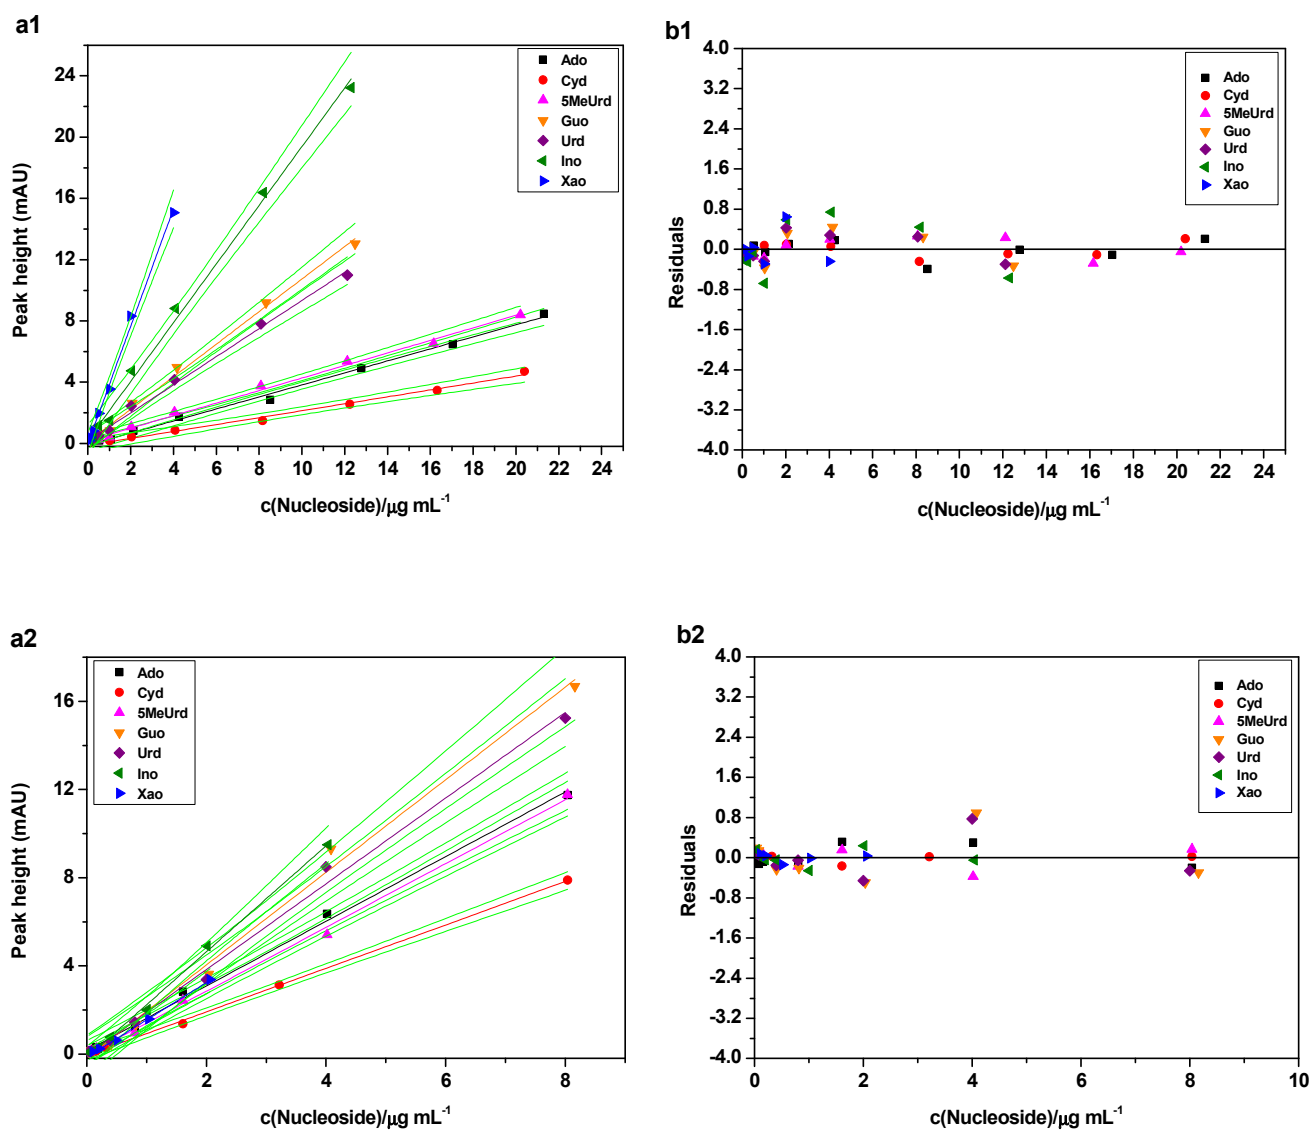 a1
24
20
16
12
8
4
0
Peak height (mAU)
0 2 4 6 8 10 12 14 16 18 20 22 24
c(Nucleoside)/μg mL⁻¹
Ado
Cyd
5MeUrd
Guo
Urd
Ino
Xao
b1
4.0
3.2
2.4
1.6
0.8
0.0
-0.8
-1.6
-2.4
-3.2
-4.0
Residuals
0 2 4 6 8 10 12 14 16 18 20 22 24
c(Nucleoside)/μg mL⁻¹
Ado
Cyd
5MeUrd
Guo
Urd
Ino
Xao
a2
16
12
8
4
0
Peak height (mAU)
0 2 4 6 8
c(Nucleoside)/μg mL⁻¹
Ado
Cyd
5MeUrd
Guo
Urd
Ino
Xao
b2
4.0
3.2
2.4
1.6
0.8
0.0
-0.8
-1.6
-2.4
-3.2
-4.0
Residuals
0 2 4 6 8 10
c(Nucleoside)/μg mL⁻¹
Ado
Cyd
5MeUrd
Guo
Urd
Ino
Xao